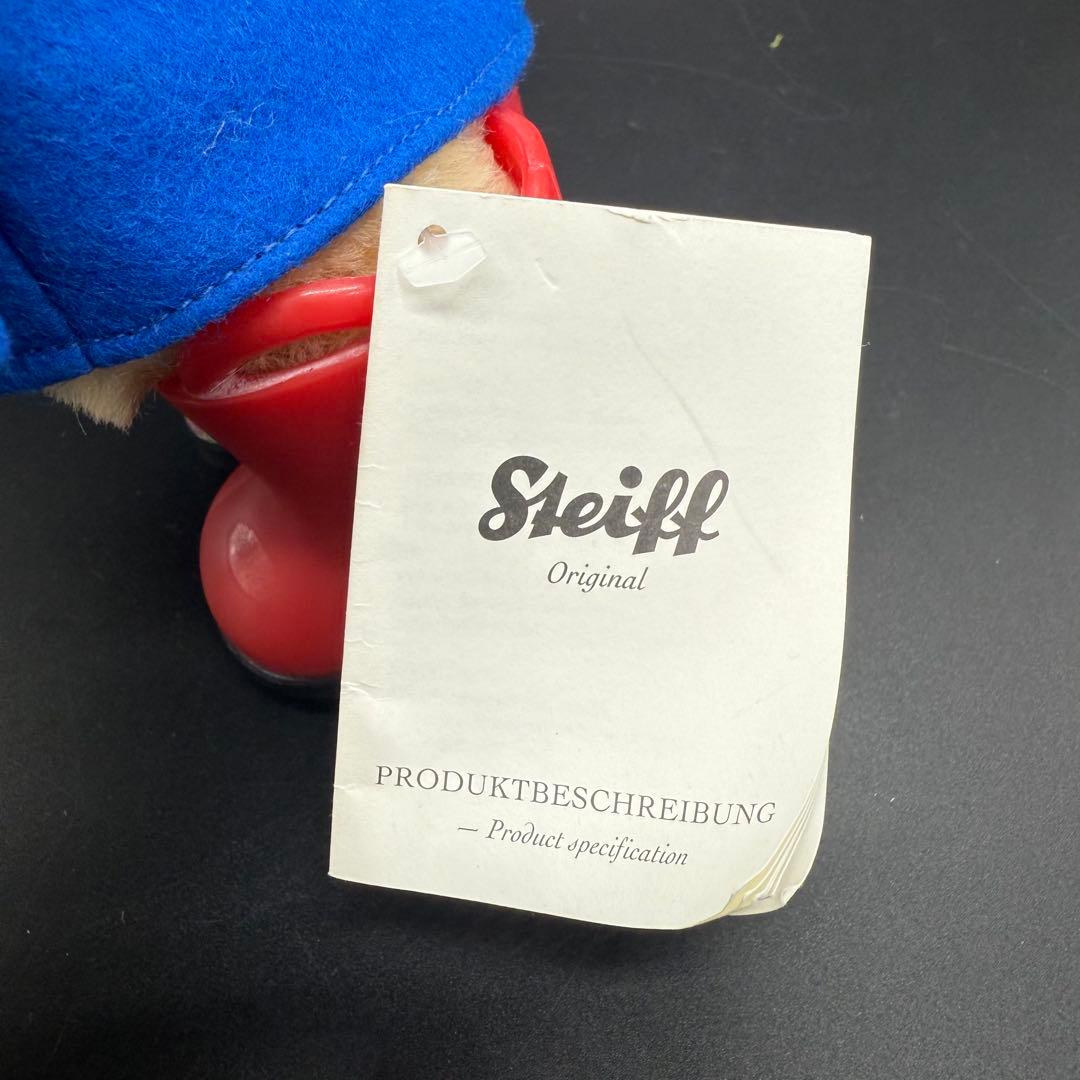 Steiff
Original
PRODUKTBESCHREIBUNG
— Product specification